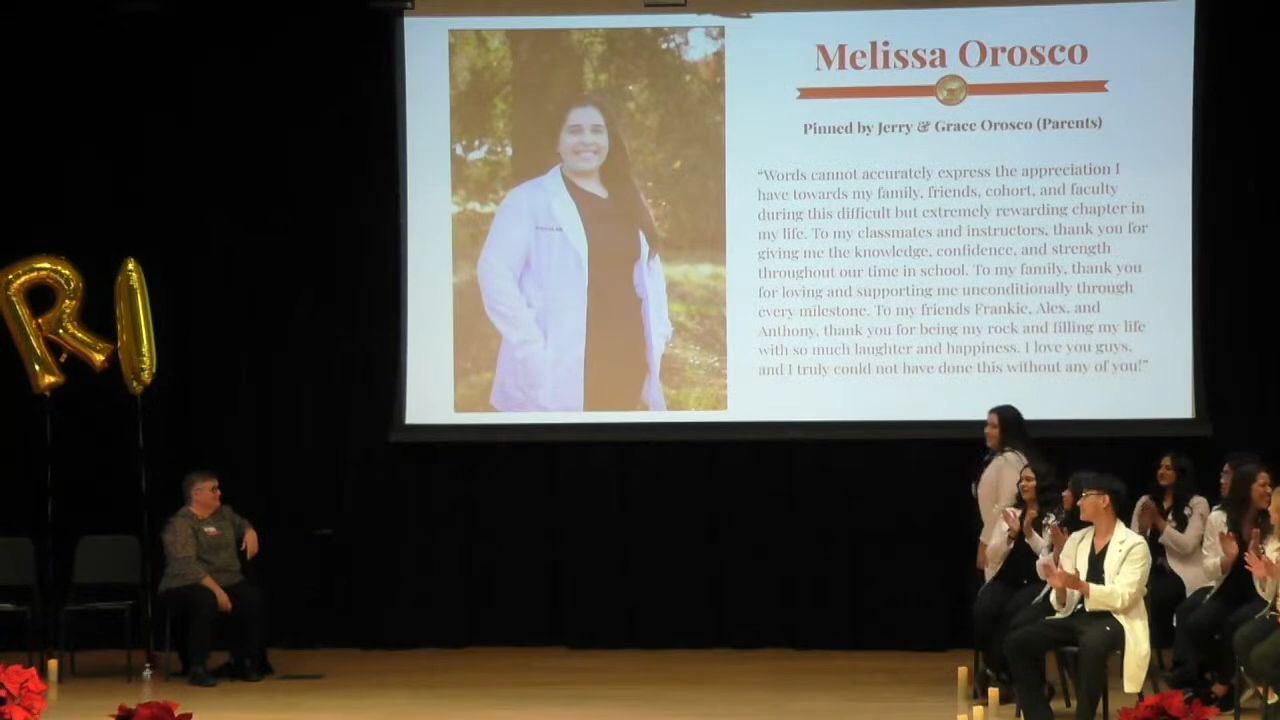 Melissa Orosco
Pinned by Jerry & Grace Orosco (Parents)
“Words cannot accurately express the appreciation I
have towards my family, friends, cohort, and faculty
during this difficult but extremely rewarding chapter in
my life. To my classmates and instructors, thank you for
giving me the knowledge, confidence, and strength
throughout our time in school. To my family, thank you
for loving and supporting me unconditionally through
every milestone. To my friends Frankie, Alex, and
Anthony, thank you for being my rock and filling my life
with so much laughter and happiness. I love you guys,
and I truly could not have done this without any of you!”
RI